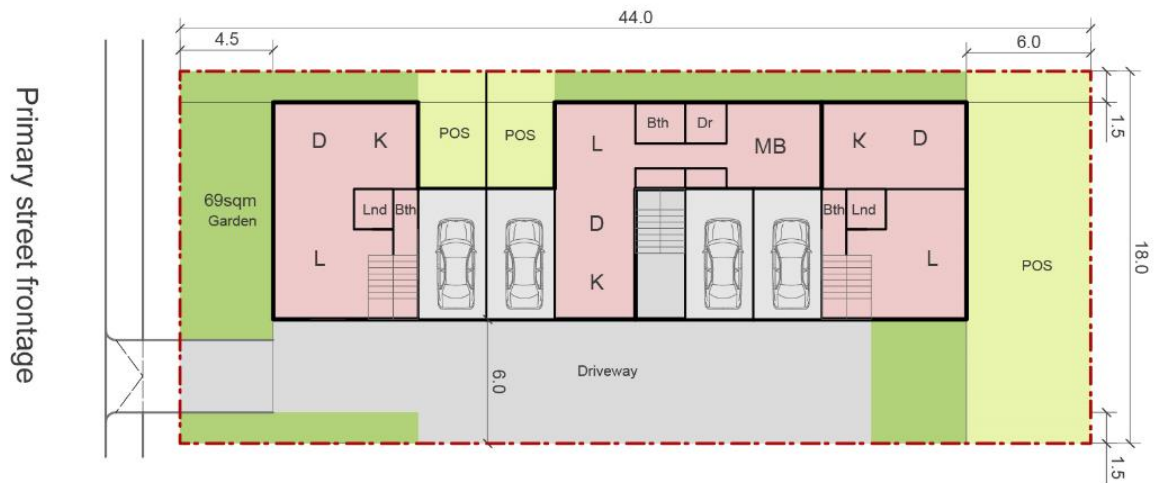 44.0
4.5
6.0
Primary street frontage
1.5
POS
POS
Bth
Dr
D
K
L
MB
K
D
69sqm
Garden
Lnd
Bth
Bth
Lnd
D
L
L
POS
18.0
K
6.0
Driveway
1.5